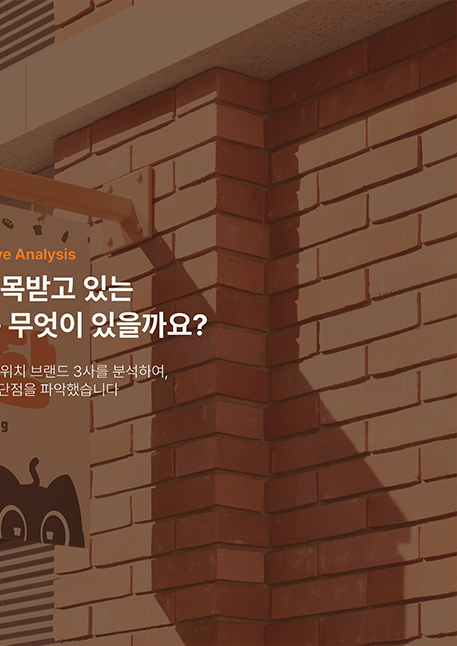 ve Analysis
목받고 있는
무엇이 있을까요?
위치 브랜드 3사를 분석하여,
단점을 파악했습니다
g